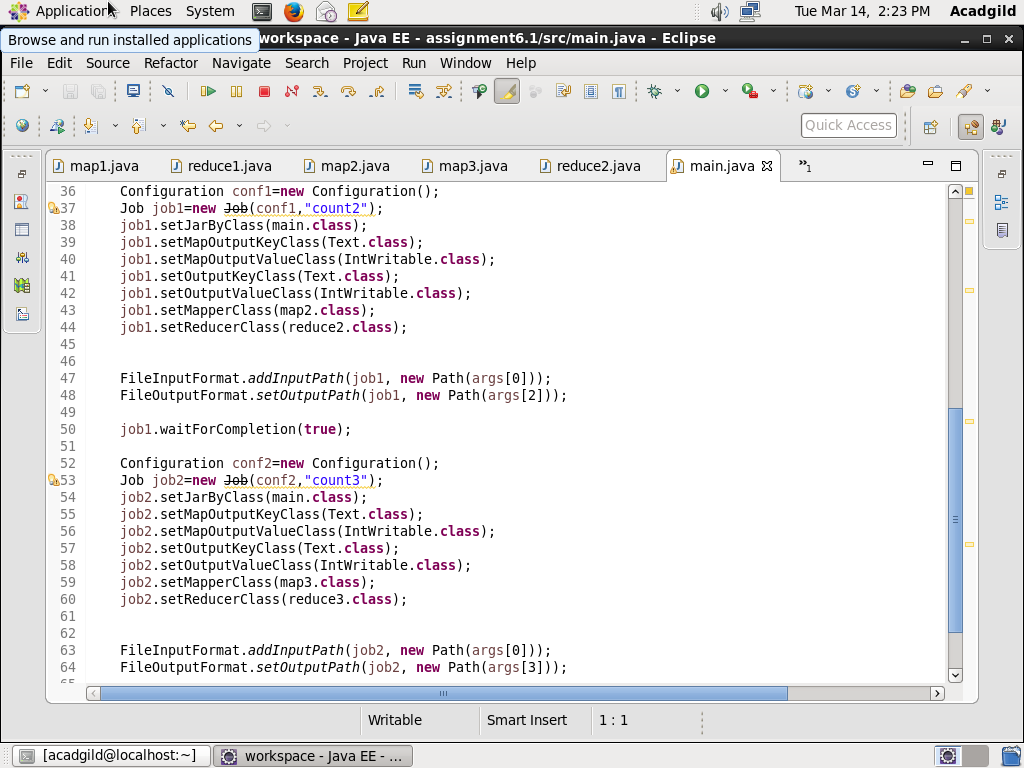 Applications Places System Tue Mar 14, 2:23 PM Acadgild
Browse and run installed applications
workspace - Java EE - assignment6.1/src/main.java - Eclipse
File Edit Source Refactor Navigate Search Project Run Window Help
Quick Access
map1.java reduce1.java map2.java map3.java reduce2.java main.java »1
36 Configuration conf1=new Configuration();
37 Job job1=new Job(conf1,"count2");
38 job1.setJarByClass(main.class);
39 job1.setMapOutputKeyClass(Text.class);
40 job1.setMapOutputValueClass(IntWritable.class);
41 job1.setOutputKeyClass(Text.class);
42 job1.setOutputValueClass(IntWritable.class);
43 job1.setMapperClass(map2.class);
44 job1.setReducerClass(reduce2.class);
45
46
47 FileInputFormat.addInputPath(job1, new Path(args[0]));
48 FileOutputFormat.setOutputPath(job1, new Path(args[2]));
49
50 job1.waitForCompletion(true);
51
52 Configuration conf2=new Configuration();
53 Job job2=new Job(conf2,"count3");
54 job2.setJarByClass(main.class);
55 job2.setMapOutputKeyClass(Text.class);
56 job2.setMapOutputValueClass(IntWritable.class);
57 job2.setOutputKeyClass(Text.class);
58 job2.setOutputValueClass(IntWritable.class);
59 job2.setMapperClass(map3.class);
60 job2.setReducerClass(reduce3.class);
61
62
63 FileInputFormat.addInputPath(job2, new Path(args[0]));
64 FileOutputFormat.setOutputPath(job2, new Path(args[3]));
65
Writable Smart Insert 1 : 1
[acadgild@localhost:~] workspace - Java EE - ...